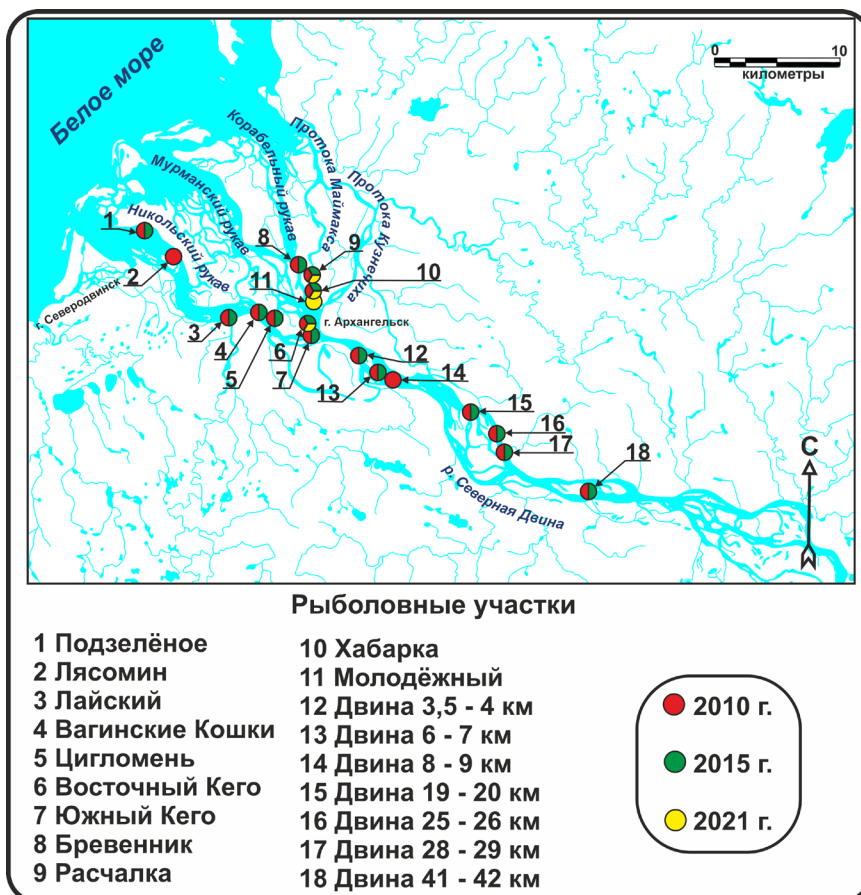 Белое море
0 10
километры
Корабельный рукав
Протока Маймакса
Протока Кузнечиха
Мурманский рукав
Никольский рукав
1
2
г. Северодвинск
3
4
5
6
7
8
9
10
11
г. Архангельск
12
13
14
15
16
17
18
р. Северная Двина
С
Рыболовные участки
1 Подзелёное
2 Лясомин
3 Лайский
4 Вагинские Кошки
5 Цигломень
6 Восточный Кего
7 Южный Кего
8 Бревенник
9 Расчалка
10 Хабарка
11 Молодёжный
12 Двина 3,5 - 4 км
13 Двина 6 - 7 км
14 Двина 8 - 9 км
15 Двина 19 - 20 км
16 Двина 25 - 26 км
17 Двина 28 - 29 км
18 Двина 41 - 42 км
2010 г.
2015 г.
2021 г.